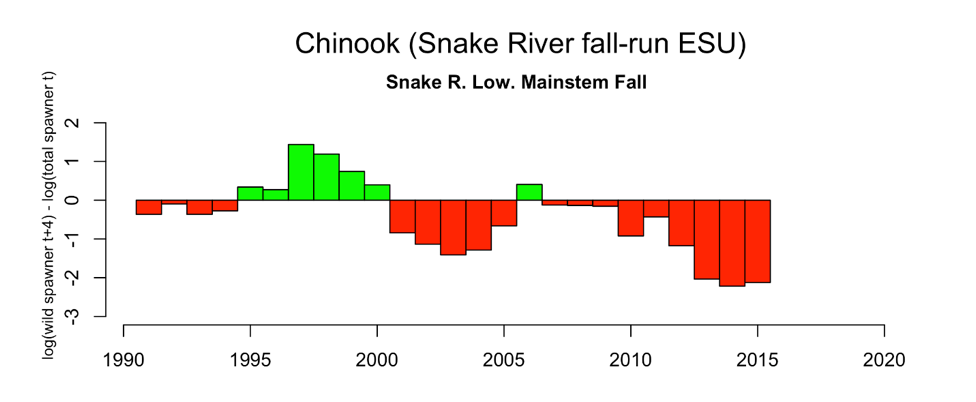 Chinook (Snake River fall-run ESU)
Snake R. Low. Mainstem Fall
log(wild spawner t+4) - log(total spawner t)
2
1
0
-1
-2
-3
1990 1995 2000 2005 2010 2015 2020